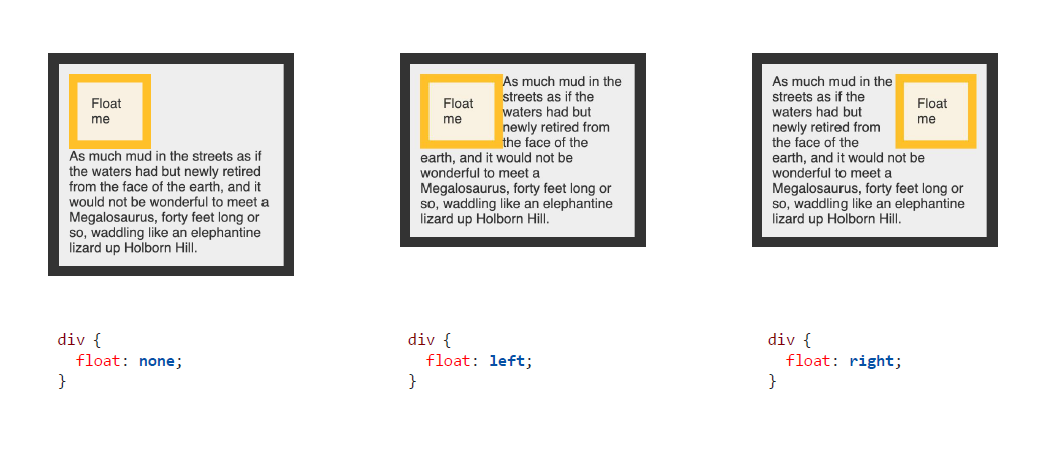 Float
me
As much mud in the streets as if
the waters had but newly retired
from the face of the earth, and it
would not be wonderful to meet a
Megalosaurus, forty feet long or
so, waddling like an elephantine
lizard up Holborn Hill.
div {
float: none;
}
Float
me
As much mud in the
streets as if the
waters had but
newly retired from
the face of the
earth, and it would not be
wonderful to meet a
Megalosaurus, forty feet long or
so, waddling like an elephantine
lizard up Holborn Hill.
div {
float: left;
}
As much mud in the
streets as if the
waters had but
newly retired from
the face of the
earth, and it would not be
wonderful to meet a
Megalosaurus, forty feet long or
so, waddling like an elephantine
lizard up Holborn Hill.
Float
me
div {
float: right;
}